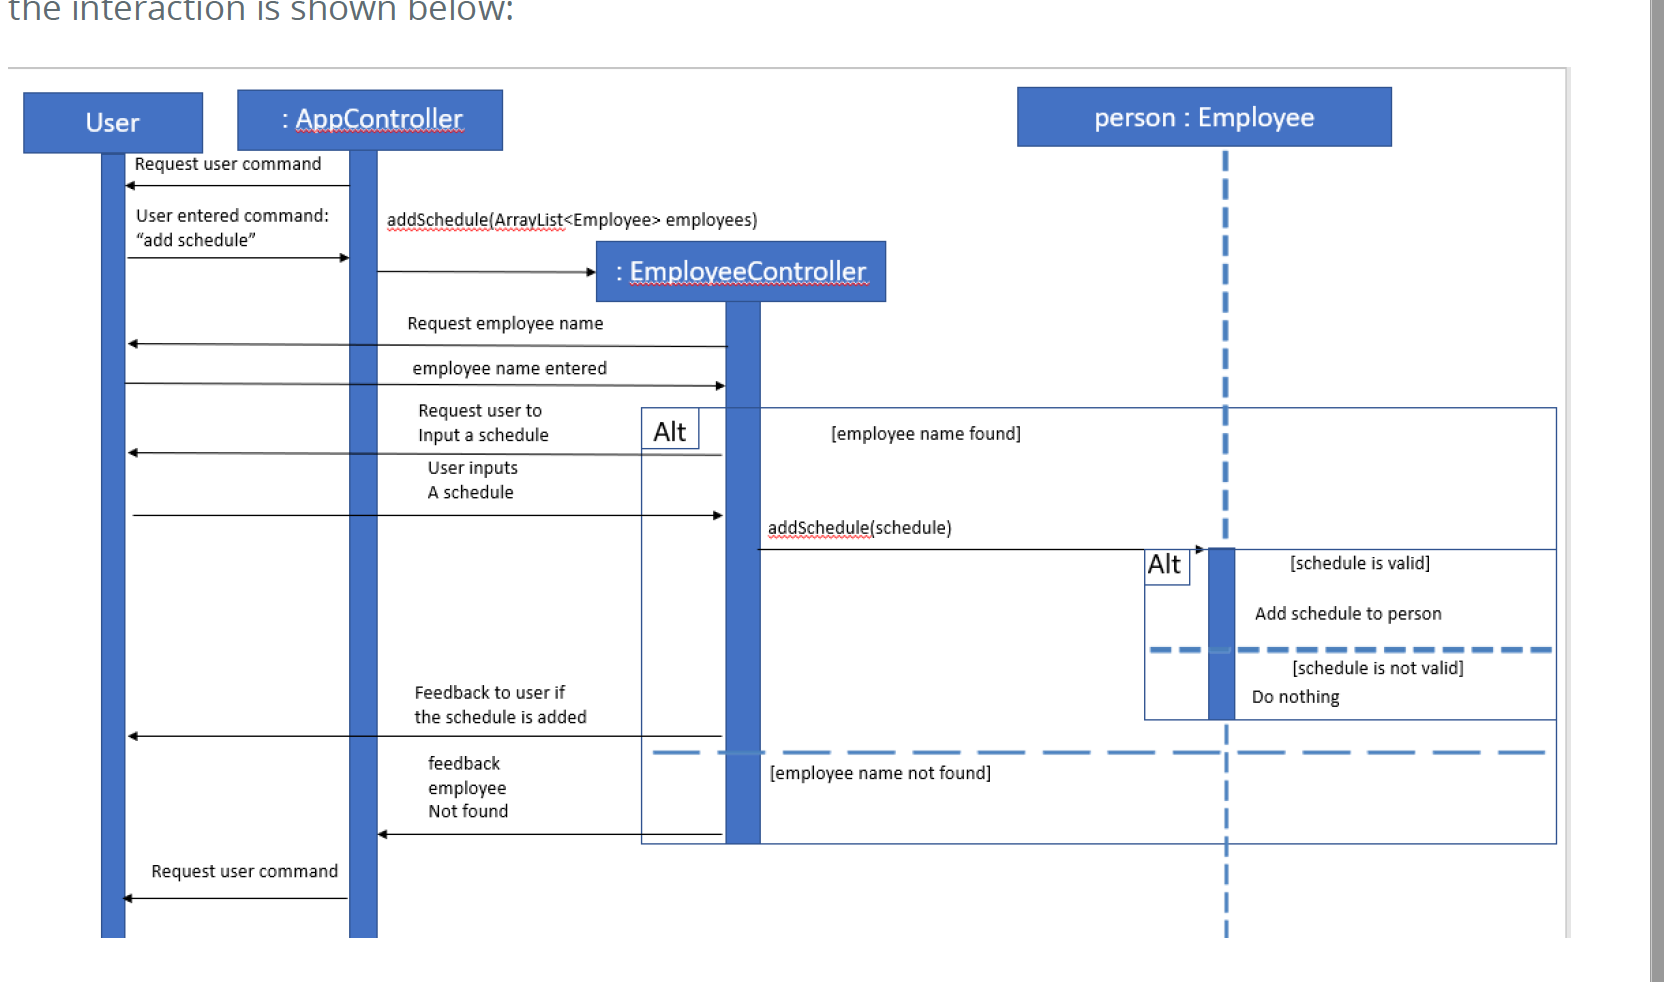 the interaction is shown below:
User
: AppController
person : Employee
Request user command
User entered command:
“add schedule”
addSchedule(ArrayList<Employee> employees)
: EmployeeController
Request employee name
employee name entered
Request user to
Input a schedule
Alt
[employee name found]
User inputs
A schedule
addSchedule(schedule)
Alt
[schedule is valid]
Add schedule to person
[schedule is not valid]
Do nothing
Feedback to user if
the schedule is added
feedback
employee
Not found
[employee name not found]
Request user command